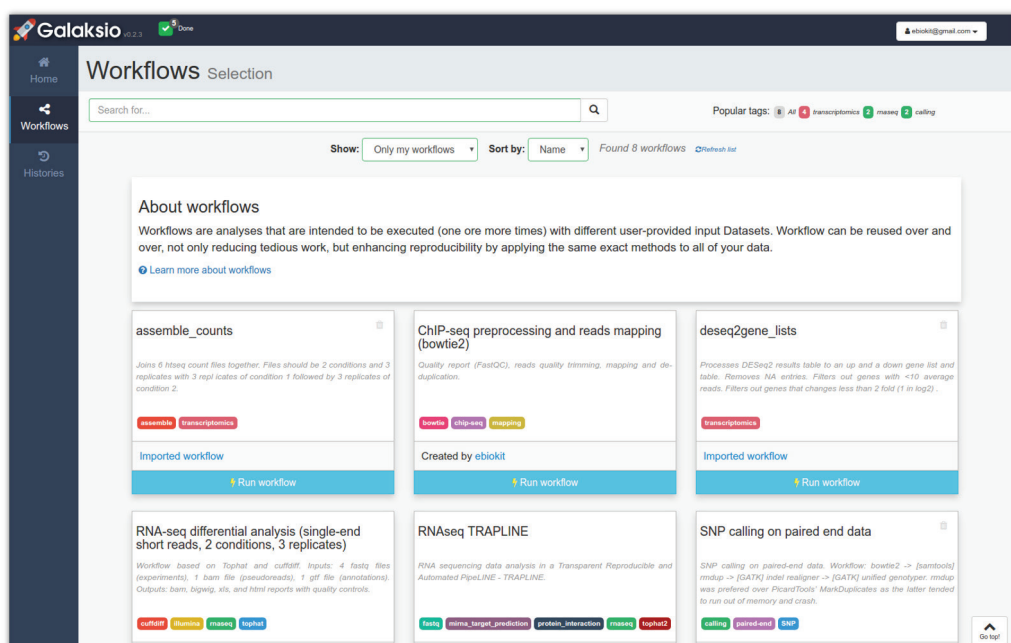 Galaksio v0.2.3
5 Done
ebiokit@gmail.com
Home
Workflows
Histories
Workflows Selection
Search for...
Popular tags: 8 All 4 transcriptomics 2 rnaseq 2 calling
Show: Only my workflows Sort by: Name Found 8 workflows Refresh list
About workflows
Workflows are analyses that are intended to be executed (one ore more times) with different user-provided input Datasets. Workflow can be reused over and
over, not only reducing tedious work, but enhancing reproducibility by applying the same exact methods to all of your data.
Learn more about workflows
assemble_counts
Joins 6 htseq count files together. Files should be 2 conditions and 3
replicates with 3 repl icates of condition 1 followed by 3 replicates of
condition 2.
assemble transcriptomics
Imported workflow
Run workflow
ChIP-seq preprocessing and reads mapping
(bowtie2)
Quality report (FastQC), reads quality trimming, mapping and de-
duplication.
bowtie chip-seq mapping
Created by ebiokit
Run workflow
deseq2gene_lists
Processes DESeq2 results table to an up and a down gene list and
table. Removes NA entries. Filters out genes with <10 average
reads. Filters out genes that changes less than 2 fold (1 in log2) .
transcriptomics
Imported workflow
Run workflow
RNA-seq differential analysis (single-end
short reads, 2 conditions, 3 replicates)
Workflow based on Tophat and cuffdiff. Inputs: 4 fastq files
(experiments), 1 bam file (pseudoreads), 1 gtf file (annotations).
Outputs: bam, bigwig, xls, and html reports with quality controls.
cuffdiff illumina rnaseq tophat
RNAseq TRAPLINE
RNA sequencing data analysis in a Transparent Reproducible and
Automated PipeLINE - TRAPLINE.
fastq mirna_target_prediction protein_interaction rnaseq tophat2
SNP calling on paired end data
SNP calling on paired-end data. Workflow: bowtie2 -> [samtools]
rmdup -> [GATK] indel realigner -> [GATK] unified genotyper. rmdup
was prefered over PicardTools' MarkDuplicates as the latter tended
to run out of memory and crash.
calling paired-end SNP
Go top!